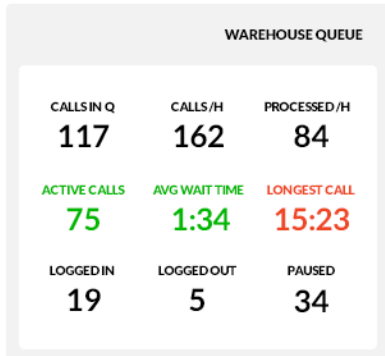 WAREHOUSE QUEUE
CALLS IN Q CALLS/H PROCESSED/H
117 162 84
ACTIVE CALLS AVG WAIT TIME LONGEST CALL
75 1:34 15:23
LOGGED IN LOGGED OUT PAUSED
19 5 34